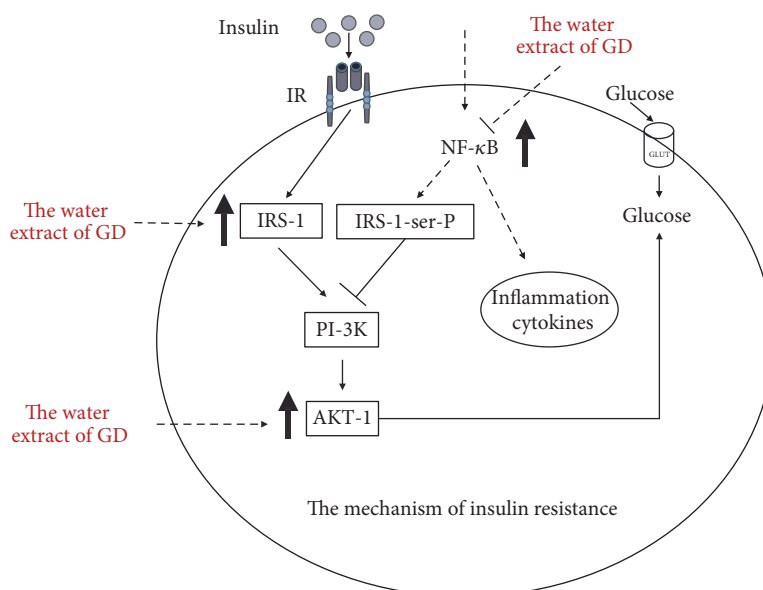 Insulin
The water
extract of GD
IR
Glucose
GLUT
NF-κB
The water
extract of GD
IRS-1
IRS-1-ser-P
Glucose
Inflammation
cytokines
PI-3K
The water
extract of GD
AKT-1
The mechanism of insulin resistance